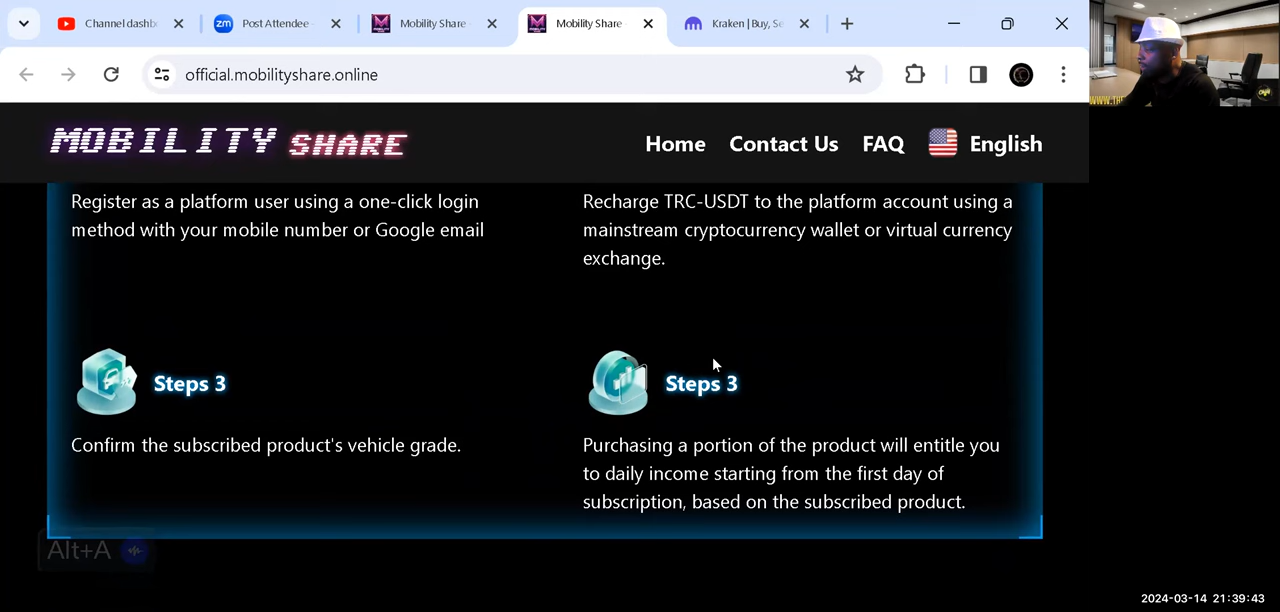 Channel dashb
Post Attendee
Mobility Share
Mobility Share
Kraken | Buy, Se
official.mobilityshare.online
MOBILITY SHARE
Home
Contact Us
FAQ
English
Register as a platform user using a one-click login
method with your mobile number or Google email
Recharge TRC-USDT to the platform account using a
mainstream cryptocurrency wallet or virtual currency
exchange.
Steps 3
Confirm the subscribed product's vehicle grade.
Steps 3
Purchasing a portion of the product will entitle you
to daily income starting from the first day of
subscription, based on the subscribed product.
Alt+A
zm
WWW.
2024-03-14 21:39:43